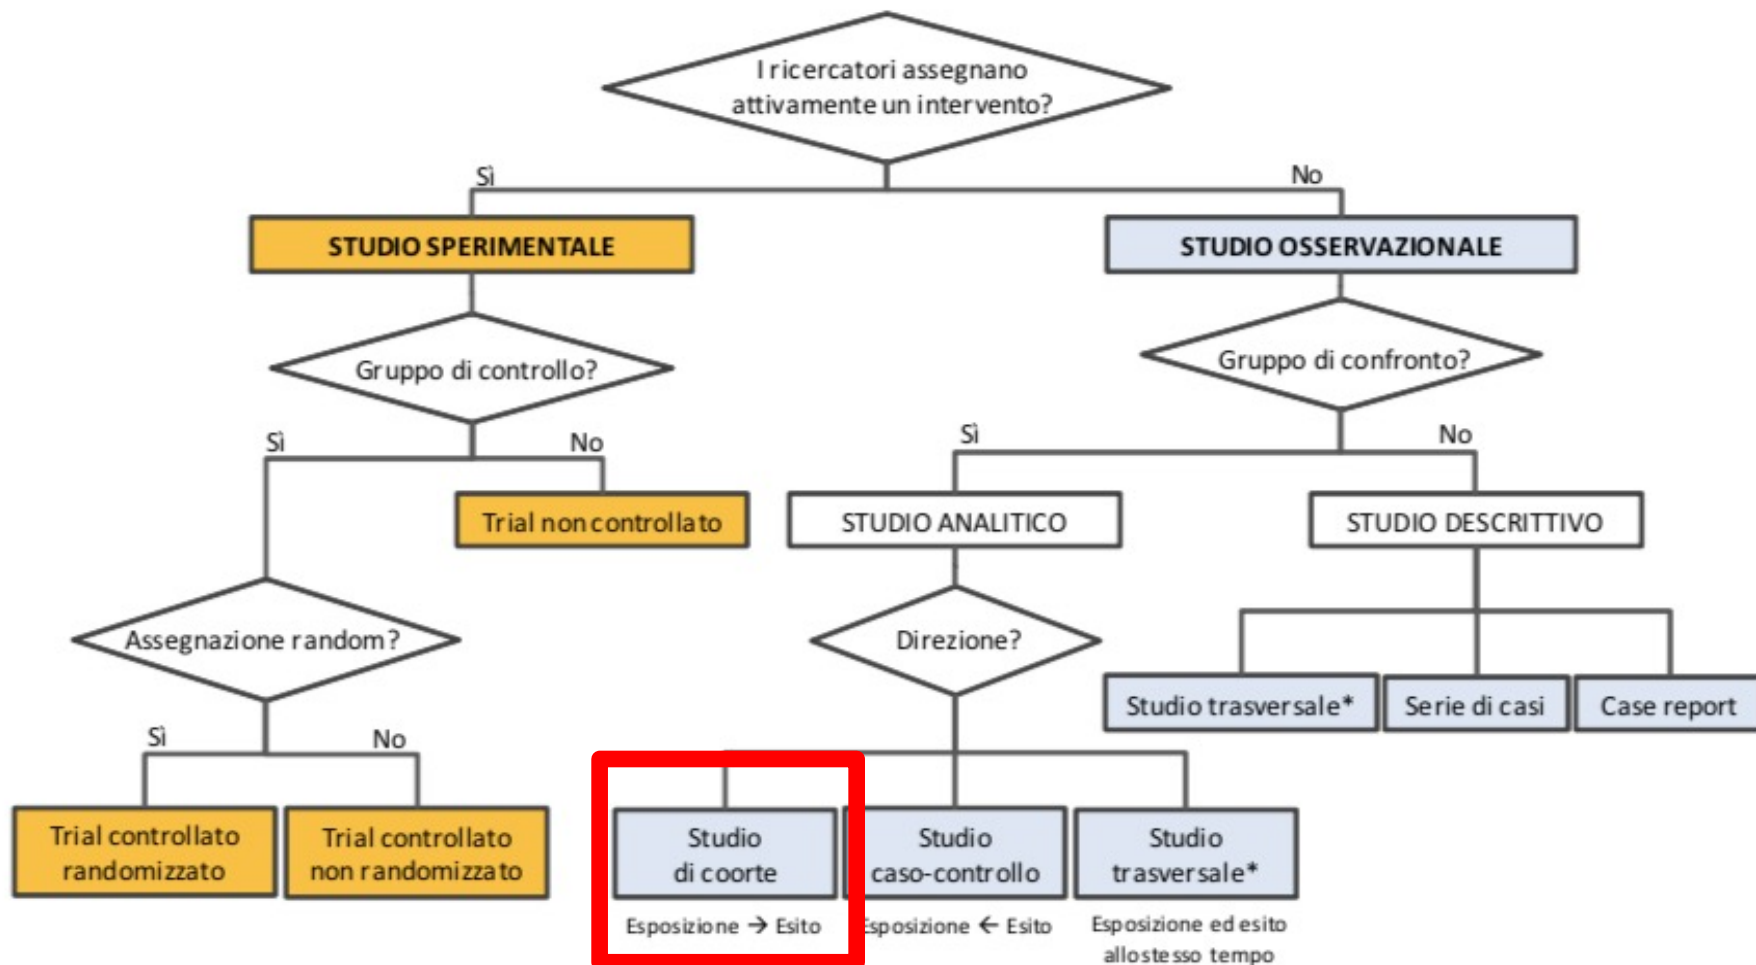 I ricercatori assegnano
attivamente un intervento?
Sì
No
STUDIO SPERIMENTALE
STUDIO OSSERVAZIONALE
Gruppo di controllo?
Gruppo di confronto?
Sì
No
Sì
No
Trial non controllato
STUDIO ANALITICO
STUDIO DESCRITTIVO
Assegnazione random?
Direzione?
Studio trasversale*
Serie di casi
Case report
Sì
No
Trial controllato
randomizzato
Trial controllato
non randomizzato
Studio
di coorte
Studio
caso-controllo
Studio
trasversale*
Esposizione → Esito
Esposizione ← Esito
Esposizione ed esito
allo stesso tempo